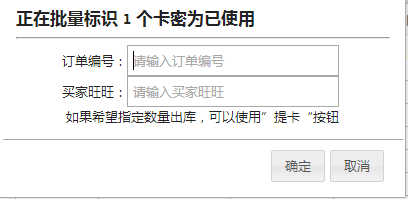 正在批量标识 1 个卡密为已使用
订单编号：请输入订单编号
买家旺旺：请输入买家旺旺
如果希望指定数量出库，可以使用”提卡“按钮
确定 取消